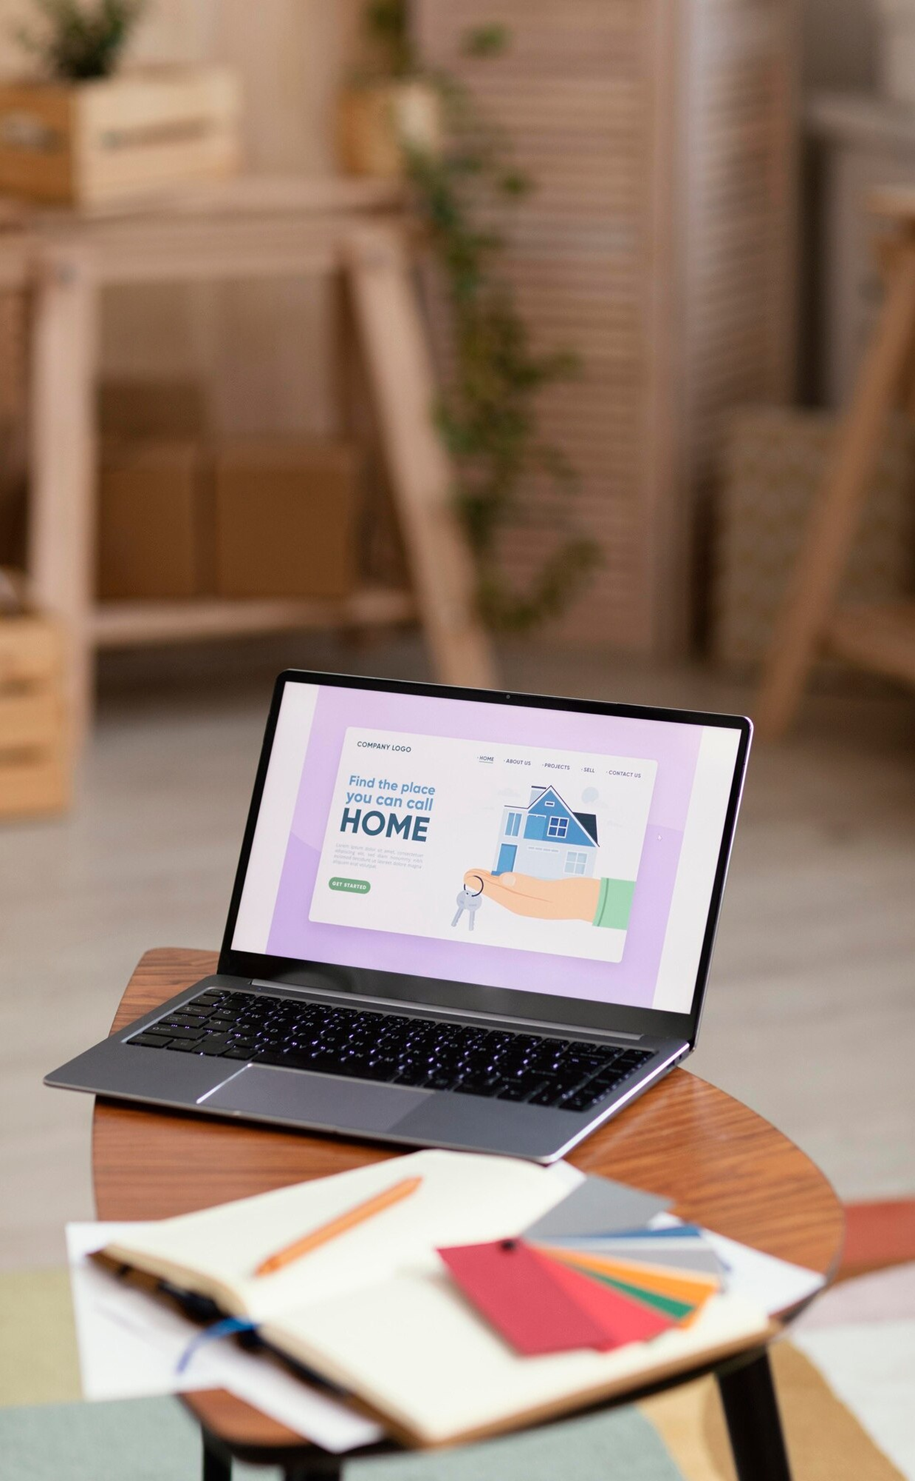 COMPANY LOGO
HOME
ABOUT US
PROJECTS
SELL
CONTACT US
Find the place
you can call
HOME
GET STARTED